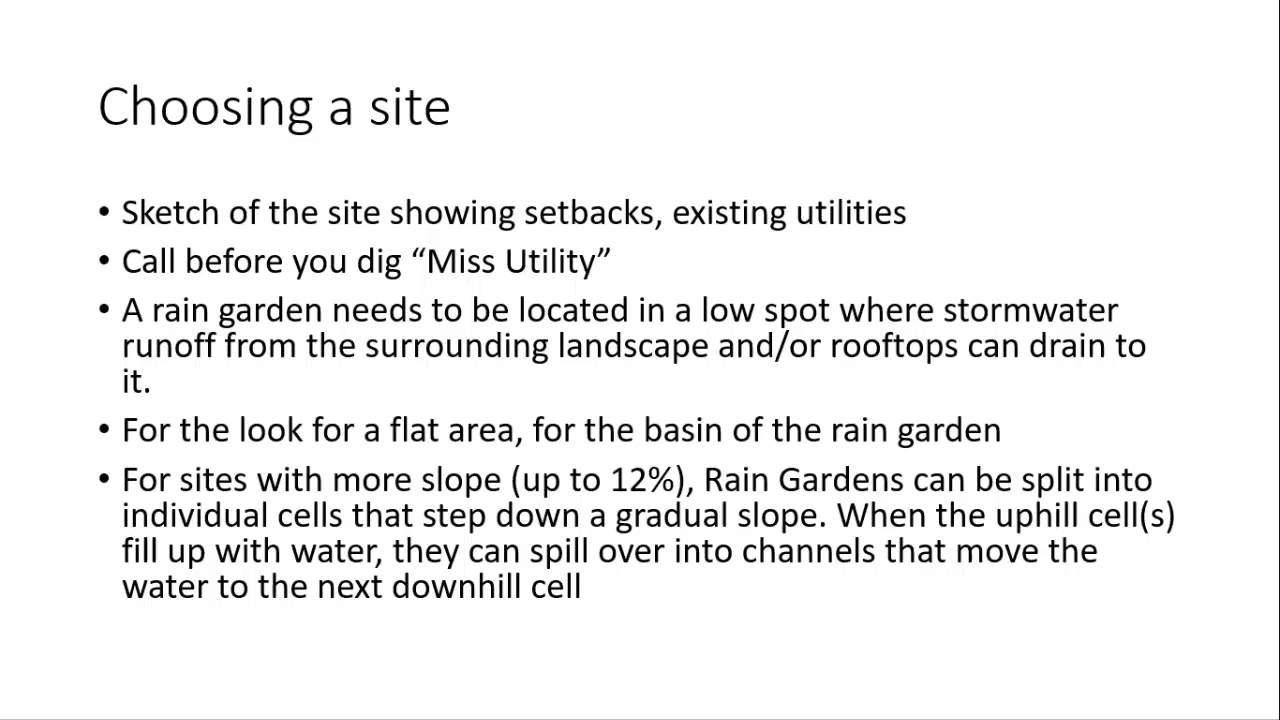 Choosing a site
• Sketch of the site showing setbacks, existing utilities
• Call before you dig “Miss Utility”
• A rain garden needs to be located in a low spot where stormwater
runoff from the surrounding landscape and/or rooftops can drain to
it.
• For the look for a flat area, for the basin of the rain garden
• For sites with more slope (up to 12%), Rain Gardens can be split into
individual cells that step down a gradual slope. When the uphill cell(s)
fill up with water, they can spill over into channels that move the
water to the next downhill cell